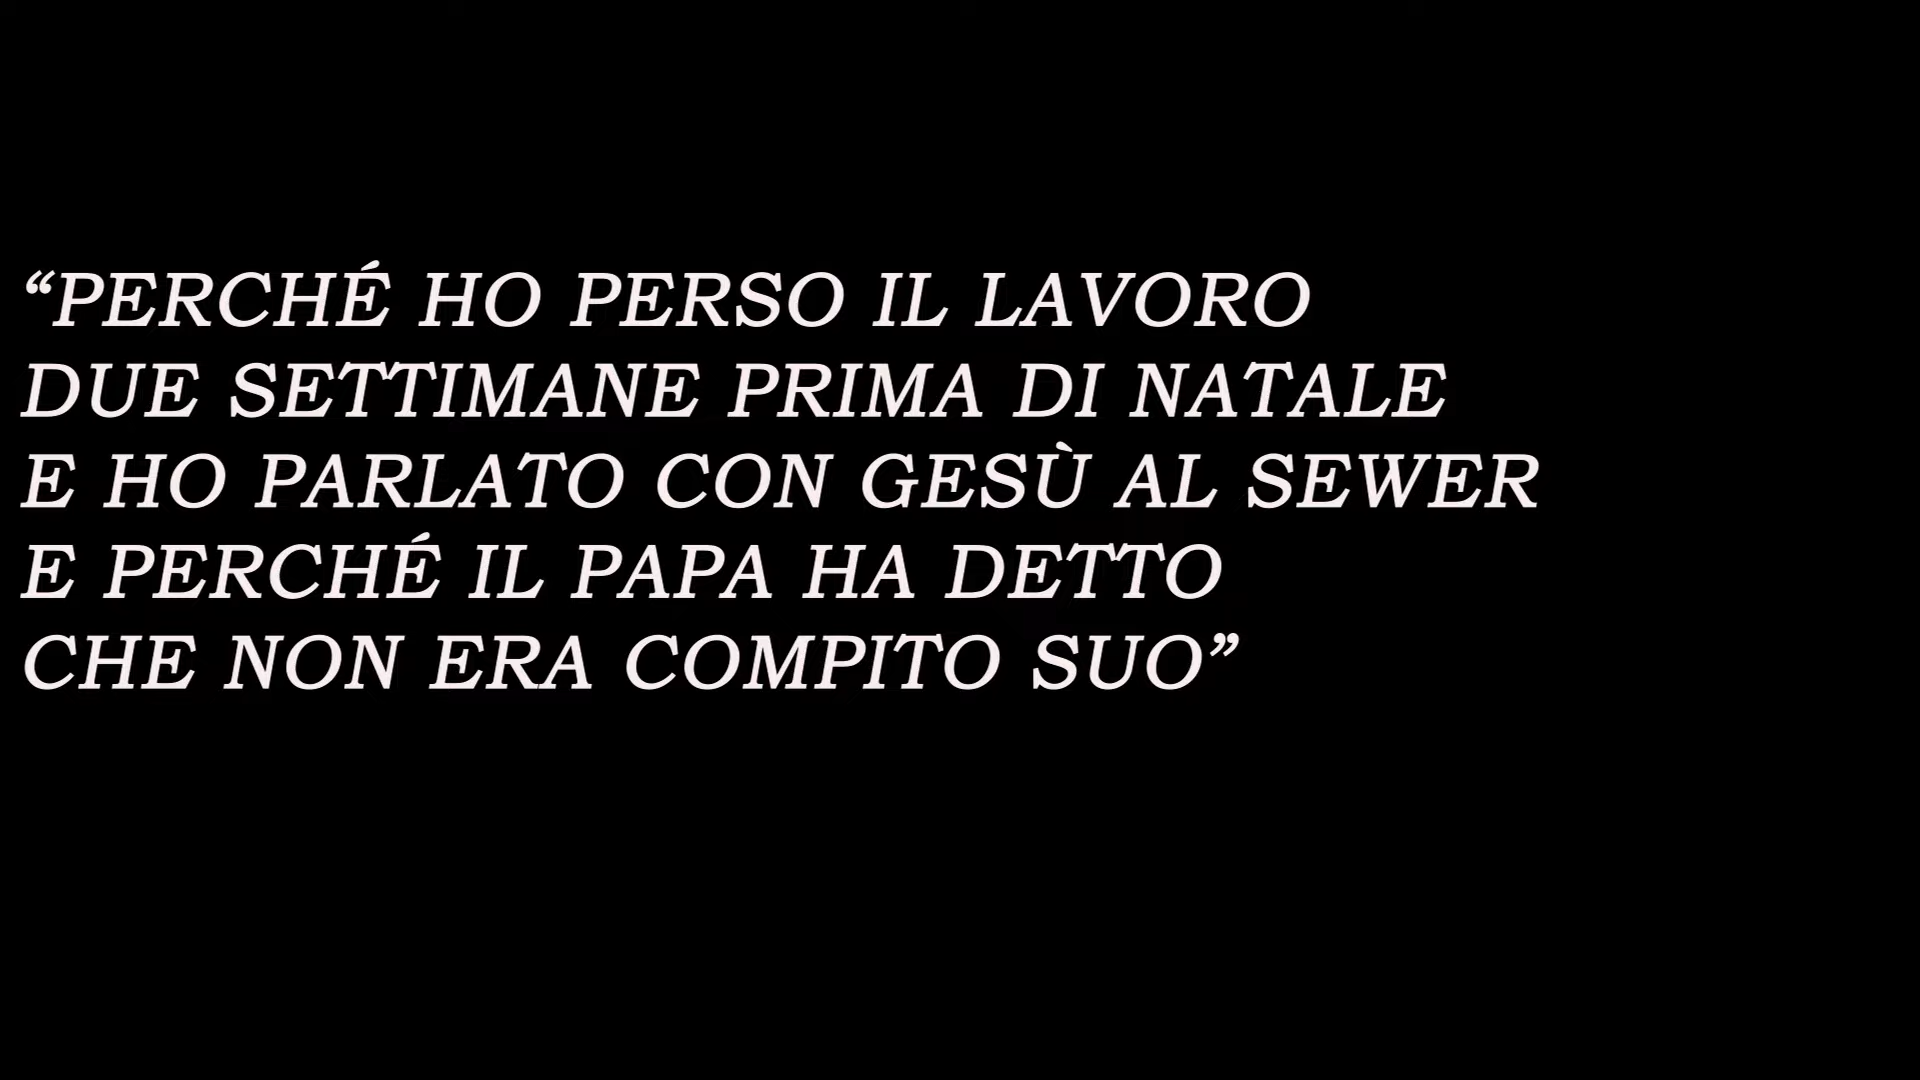 “PERCHÉ HO PERSO IL LAVORO
DUE SETTIMANE PRIMA DI NATALE
E HO PARLATO CON GESÙ AL SEWER
E PERCHÉ IL PAPA HA DETTO
CHE NON ERA COMPITO SUO”